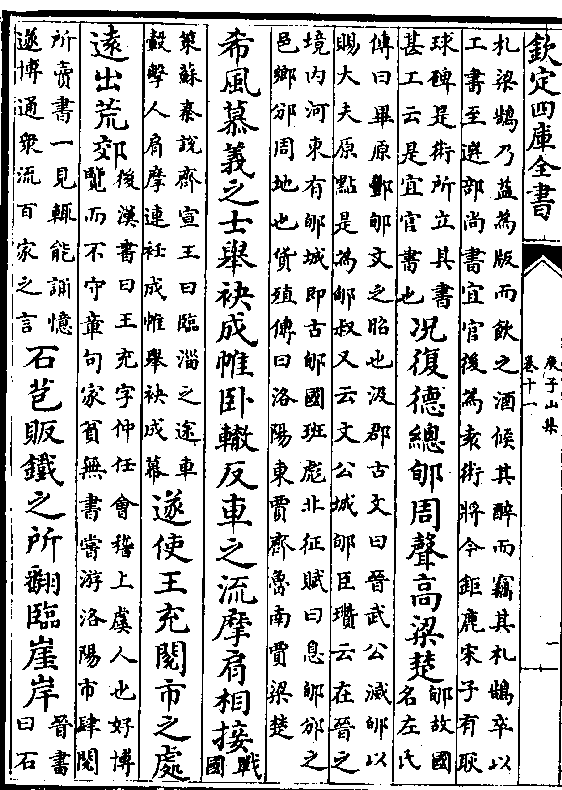 欽定四庫全書
庾子山集
卷十一
一
札梁鵠乃益為版而飲之酒候其醉而竊其札鵠卒以
工書至選部尚書宜官後為袁術將今鉅鹿宋子有耿
球碑是術所立其書
甚工云是宜官書也
况復德總郇周聲高梁楚
郇故國
名左氏
傳曰畢原酆郇文之昭也汲郡古文曰晉武公滅郇以
賜大夫原點是為郇叔又云文公城郇臣瓚云在晉之
境内河東有郇城即古郇國班彪北征賦曰息郇邠之
邑鄉邠周地也貨殖傳曰洛陽東賈齊魯南賈梁楚
希風慕義之士舉袂成帷卧轍反車之流摩肩相接
戰
國
策蘇秦說齊宣王曰臨淄之途車
轂擊人肩摩連衽成帷舉袂成幕
遂使王充閱市之處
遠出荒郊
後漢書曰王充字仲任會稽上虞人也好博
覽而不守章句家貧無書嘗游洛陽市肆閱
所賣書一見輒能誦憶
遂博通衆流百家之言
石苞販鐵之所翻臨崖岸
晉書
曰石